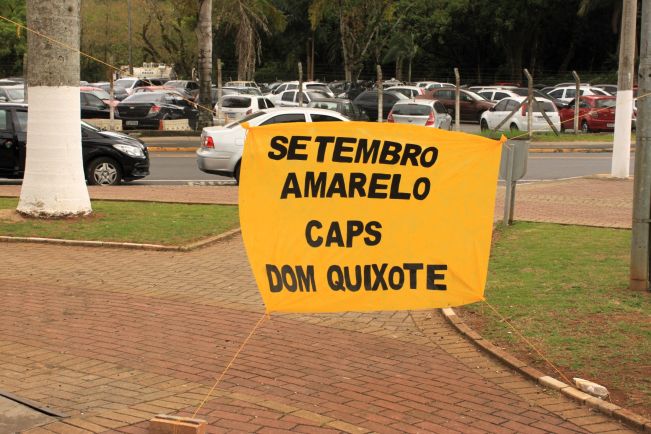 SETEMBRO
AMARELO
CAPS
DOM QUIXOTE